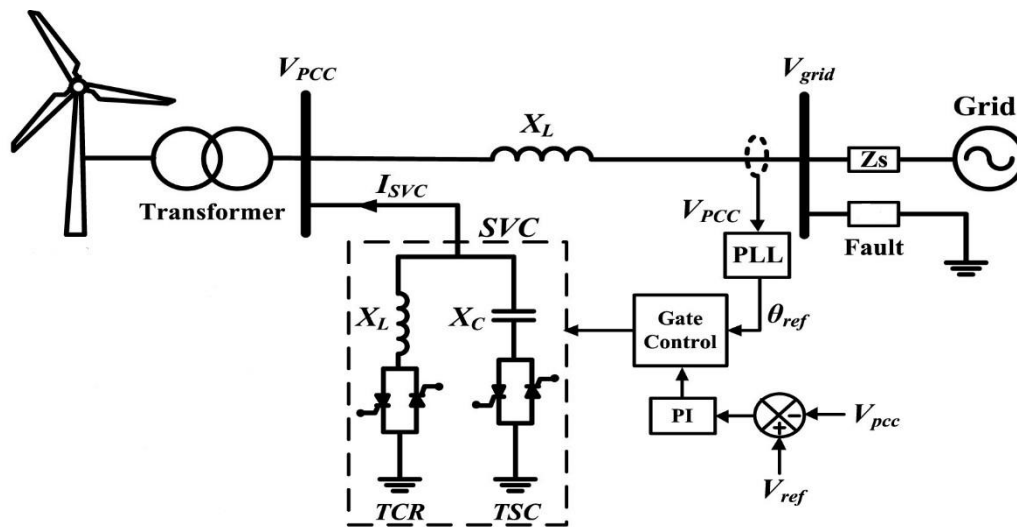 V_PCC
V_grid
Grid
X_L
Zs
Transformer
I_SVC
V_PCC
Fault
SVC
PLL
X_L
X_C
Gate
Control
θ_ref
PI
V_pcc
V_ref
TCR
TSC